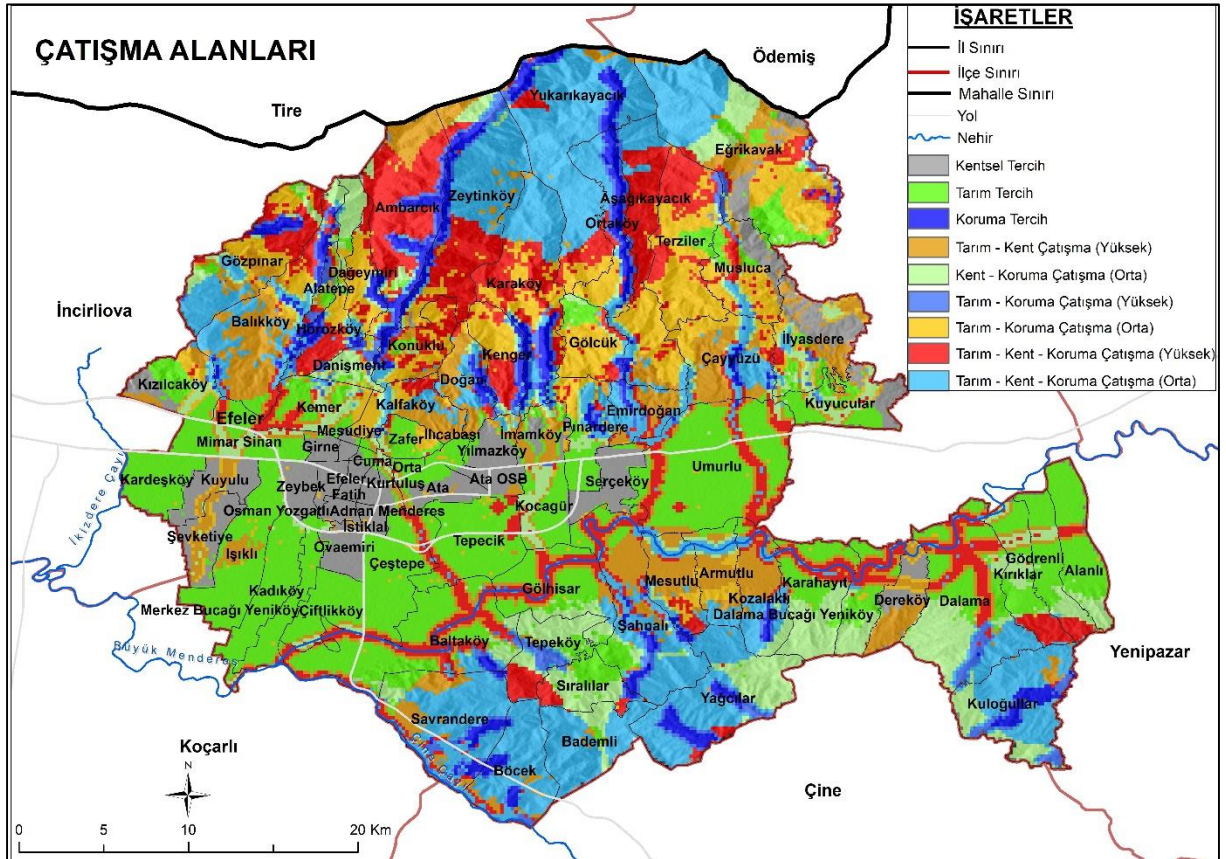 ÇATIŞMA ALANLARI
Ödemiş
Tire
İncirliova
Koçarlı
Çine
Yenipazar
Yukarıkayacık
Eğrikavak
Zeytinköy
Ambarcık
Aşağıkayacık
Ortaköy
Terziler
Musluca
Gözpınar
Dağeymiri
Alatepe
Karaköy
Balıkköy
Horozköy
Konuklu
Danişment
Kenger
Gölcük
Çayyüzü
İlyasdere
Doğan
Kızılcaköy
Kemer
Kalfaköy
Emirdoğan
Kuyucular
Efeler
Mesudiye
Zafer
Ilıcabaşı
İmamköy
Pınardere
Mimar Sinan
Girne
Cuma
Orta
Yılmazköy
Umurlu
Kardeşköy
Kuyulu
Zeybek
Efeler
Kurtuluş
Ata
Ata OSB
Serçeköy
Fatih
Osman Yozgatlı
Adnan Menderes
Kocagür
İstiklal
Şevketiye
Işıklı
Ovaemiri
Tepecik
Çeştepe
Kadıköy
Gölhisar
Mesutlu
Armutlu
Karahayıt
Gödrenli
Kırıklar
Alanlı
Merkez Bucağı Yeniköy
Çiftlikköy
Kozalaklı
Dereköy
Dalama
Dalama Bucağı Yeniköy
Baltaköy
Tepeköy
Şahnalı
Sıralılar
Yağcılar
Kuloğullar
Savrandere
Bademli
Böcek
İkizdere Çayı
Büyük Menderes
Çine Çayı
N
0 5 10 20 Km
İŞARETLER
İl Sınırı
İlçe Sınırı
Mahalle Sınırı
Yol
Nehir
Kentsel Tercih
Tarım Tercih
Koruma Tercih
Tarım - Kent Çatışma (Yüksek)
Kent - Koruma Çatışma (Orta)
Tarım - Koruma Çatışma (Yüksek)
Tarım - Koruma Çatışma (Orta)
Tarım - Kent - Koruma Çatışma (Yüksek)
Tarım - Kent - Koruma Çatışma (Orta)